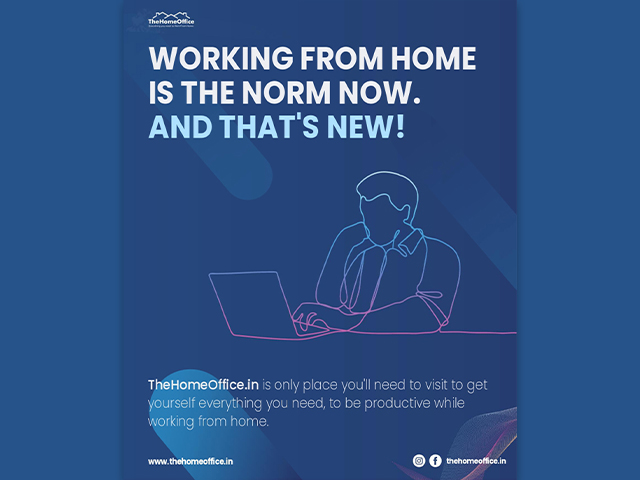 TheHomeOffice
WORKING FROM HOME
IS THE NORM NOW.
AND THAT'S NEW!
TheHomeOffice.in is only place you'll need to visit to get
yourself everything you need, to be productive while
working from home.
www.thehomeoffice.in
thehomeoffice.in